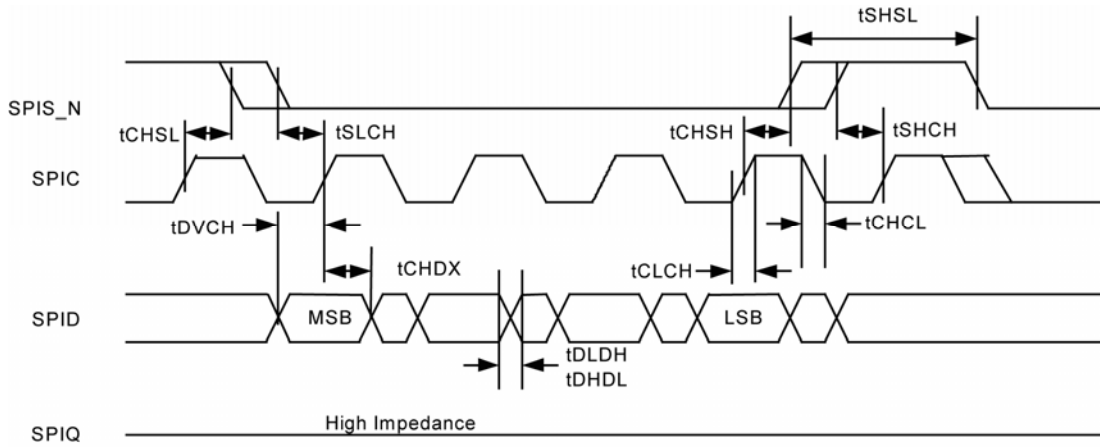 tSHSL
SPIS_N
tCHSL
tSLCH
tCHSH
tSHCH
SPIC
tDVCH
tCHCL
tCHDX
tCLCH
SPID
MSB
LSB
tDLDH
tDHDL
High Impedance
SPIQ